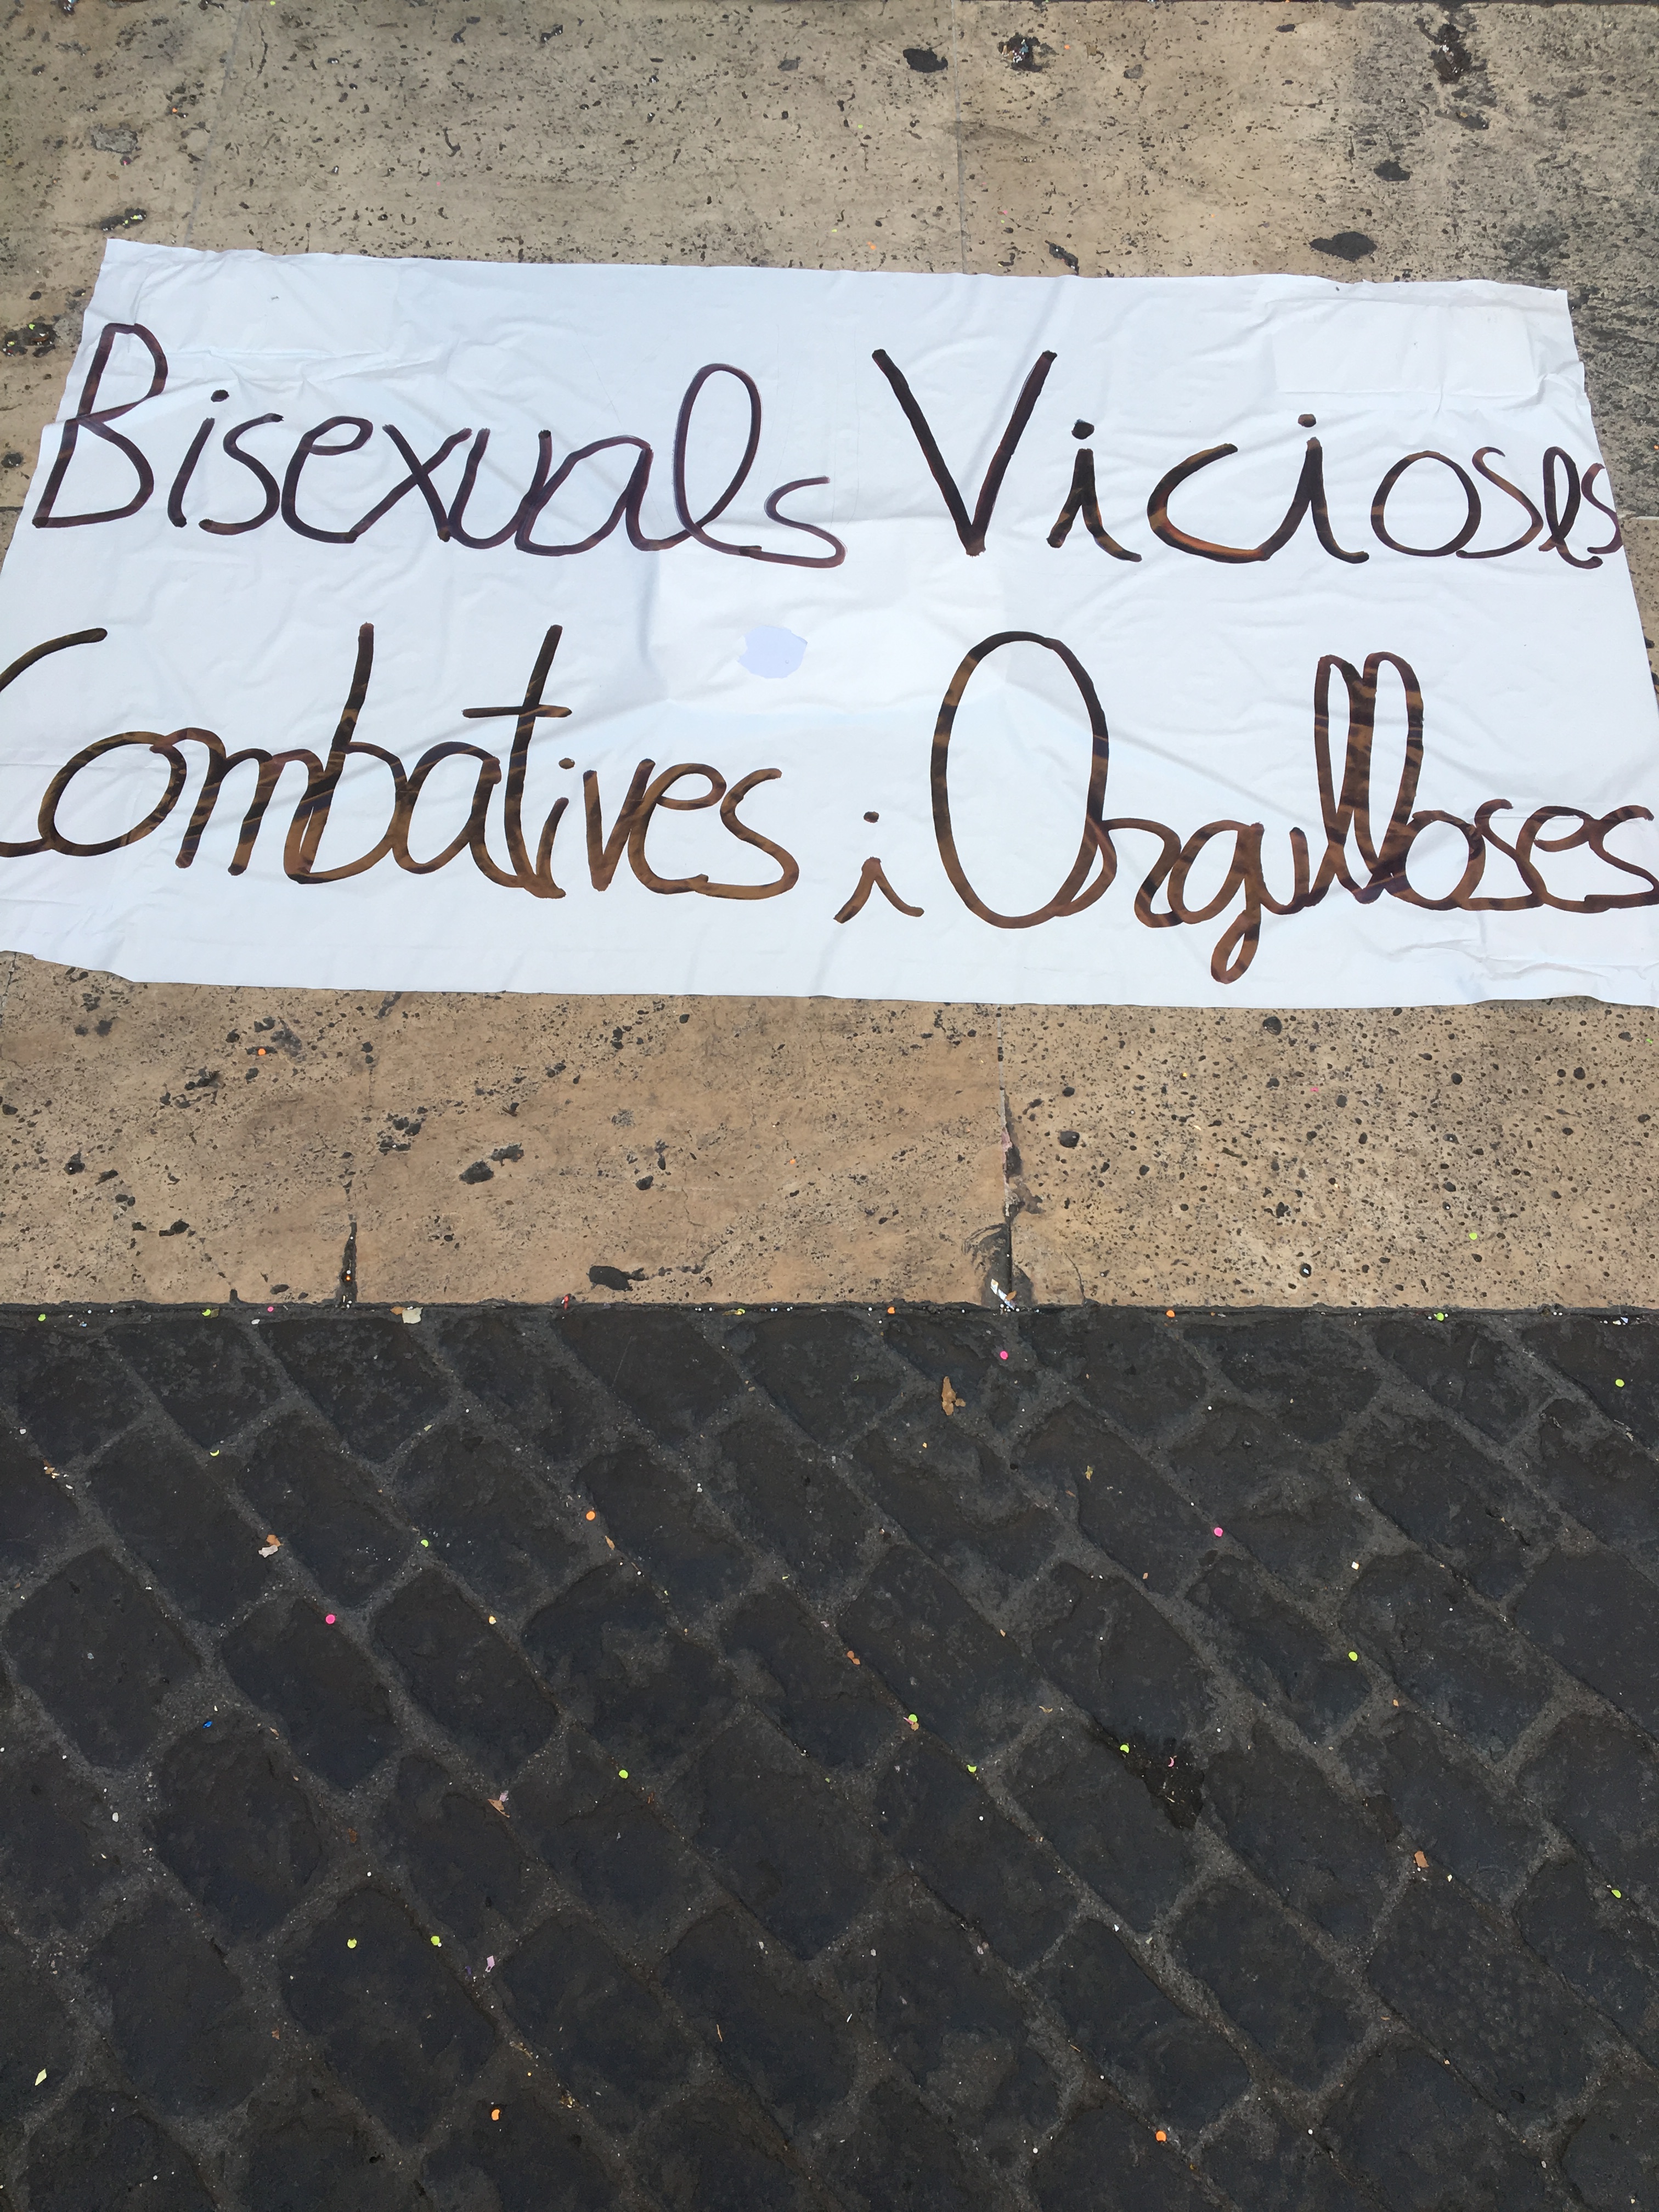 Bisexuals Vicioses
Combatives i Orgulloses